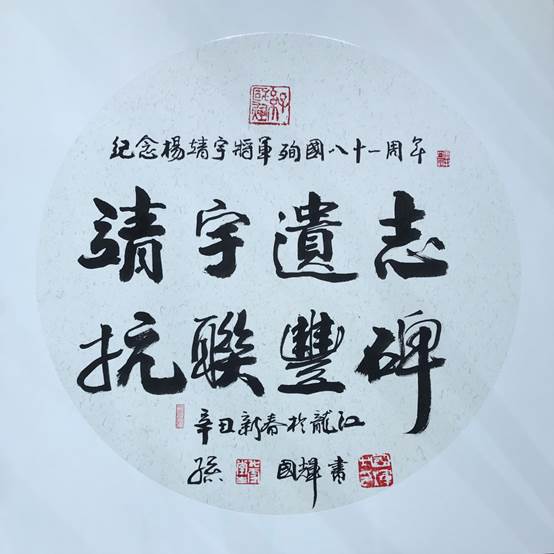 纪念楊靖宇將軍殉國八十一周年
靖宇遺志
抗聯豐碑
辛丑新春於龍江
孫國輝書